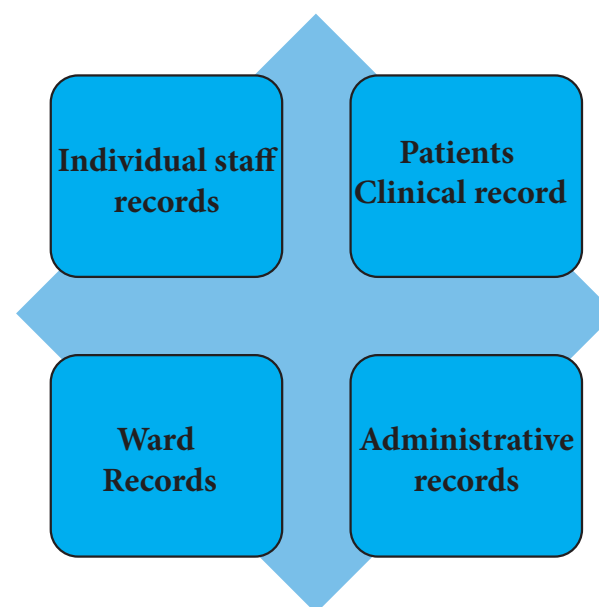 Individual staff
records
Patients
Clinical record
Ward
Records
Administrative
records